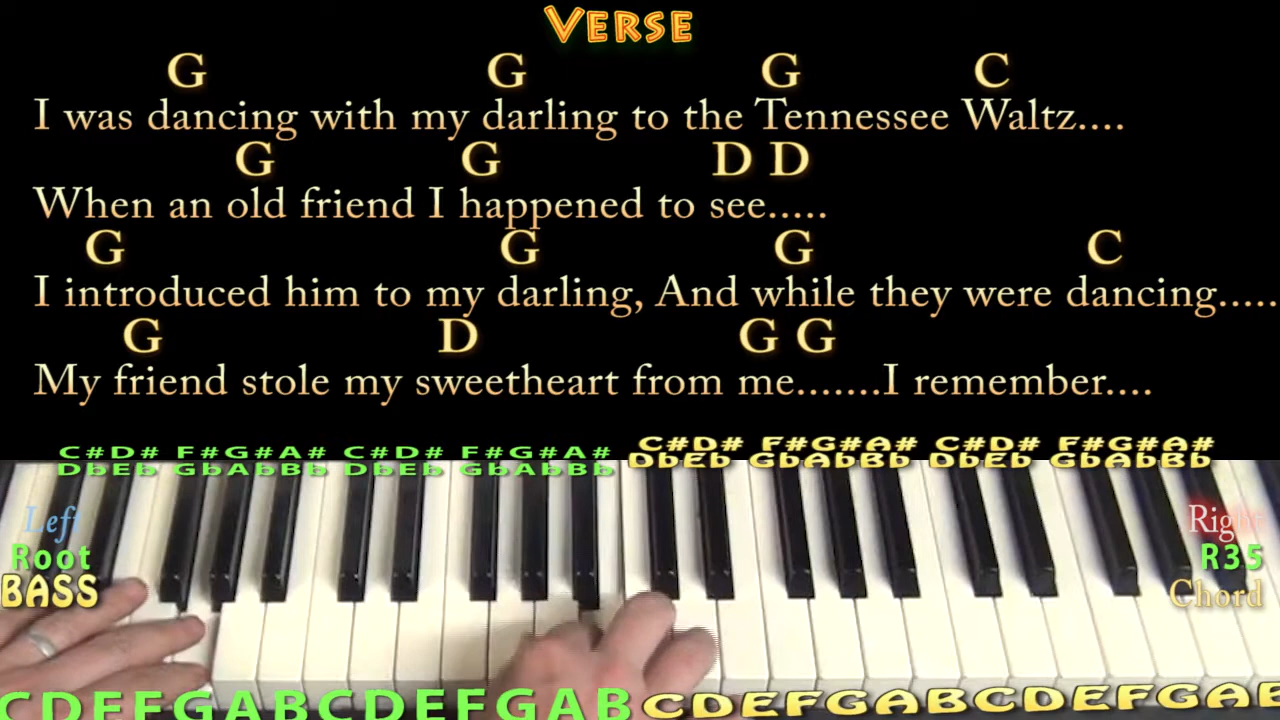 VERSE
G G G C
I was dancing with my darling to the Tennessee Waltz....
G G D D
When an old friend I happened to see.....
G G G C
I introduced him to my darling, And while they were dancing.....
G D G G
My friend stole my sweetheart from me.......I remember....
C#D# F#G#A# C#D# F#G#A# C#D# F#G#A# C#D# F#G#A#
DbEb GbAbBb DbEb GbAbBb DbEb GbAbBb DbEb GbAbBb
Left
Root
BASS
Right
R35
Chord
CDEFGABCDEFGAB CDEFGABCDEFGAB